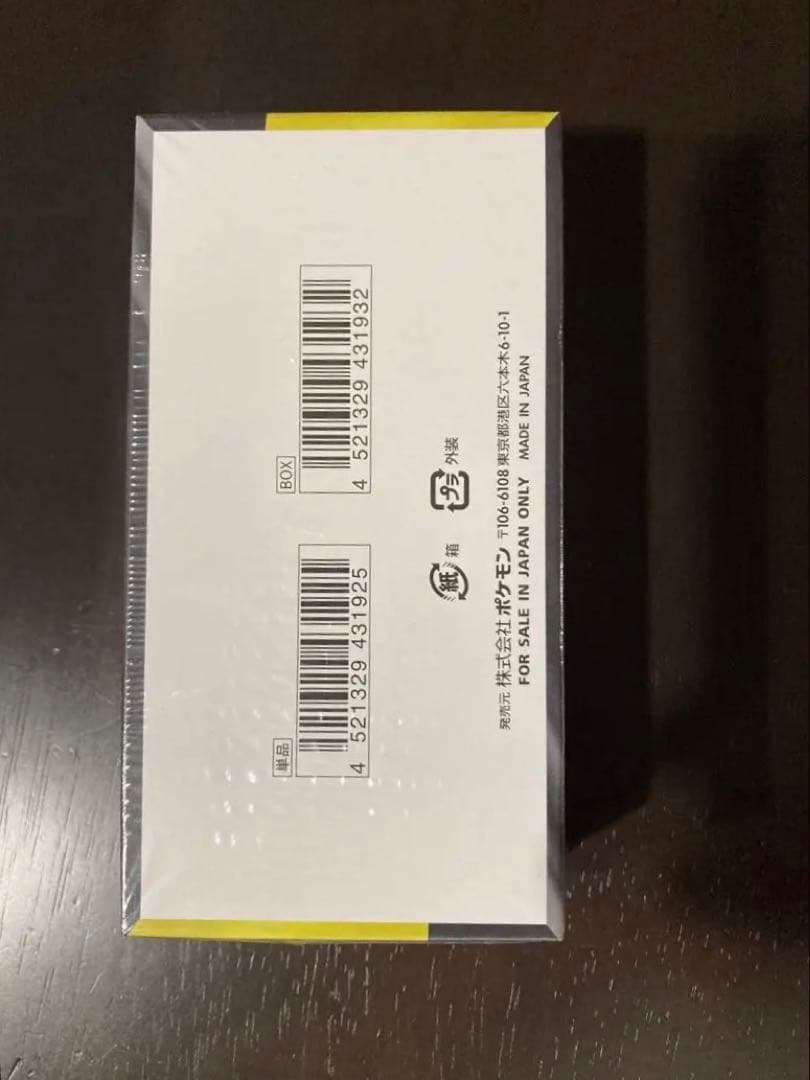 単品
4 521329 431925
BOX
4 521329 431932
紙 箱
プラ 外装
発売元 株式会社 ポケモン 〒106-6108 東京都港区六本木6-10-1
FOR SALE IN JAPAN ONLY MADE IN JAPAN